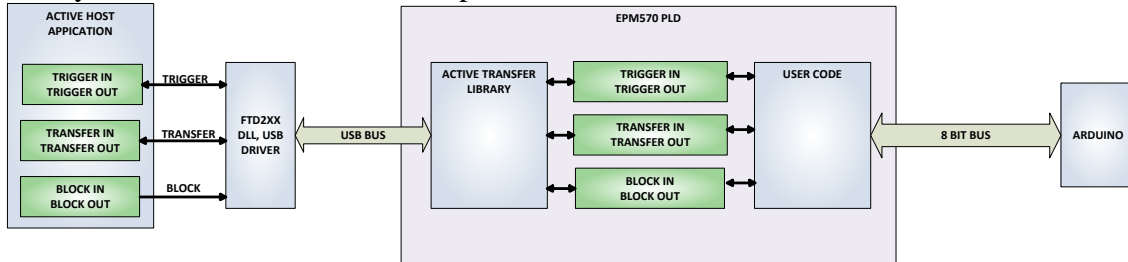 ACTIVE HOST
APPICATION
TRIGGER IN
TRIGGER OUT
TRANSFER IN
TRANSFER OUT
BLOCK IN
BLOCK OUT
TRIGGER
TRANSFER
BLOCK
FTD2XX
DLL, USB
DRIVER
USB BUS
EPM570 PLD
ACTIVE TRANSFER
LIBRARY
TRIGGER IN
TRIGGER OUT
TRANSFER IN
TRANSFER OUT
BLOCK IN
BLOCK OUT
USER CODE
8 BIT BUS
ARDUINO